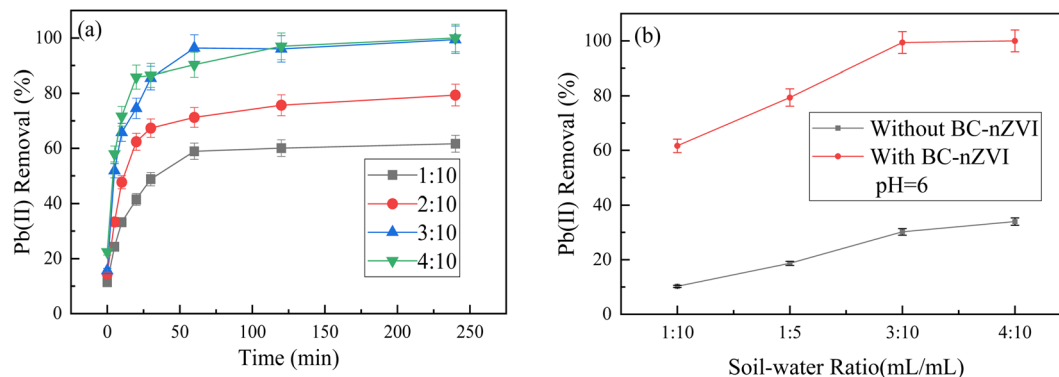 (a)
Pb(II) Removal (%)
100
80
60
40
20
0
1:10
2:10
3:10
4:10
0
50
100
150
200
250
Time (min)
(b)
Pb(II) Removal (%)
100
80
60
40
20
0
Without BC-nZVI
With BC-nZVI
pH=6
1:10
1:5
3:10
4:10
Soil-water Ratio(mL/mL)